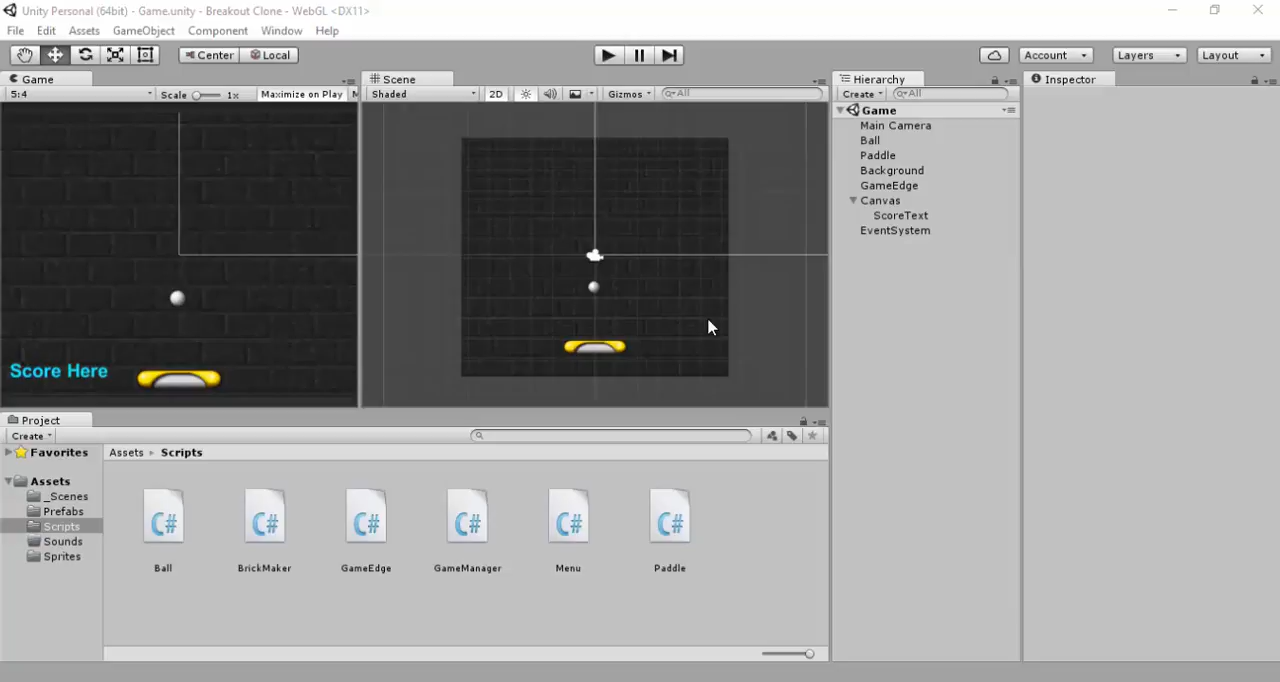 Unity Personal (64bit) - Game.unity - Breakout Clone - WebGL <DX11>
File Edit Assets GameObject Component Window Help
Center Local Account Layers Layout
Game Scene Hierarchy Inspector
5:4 Scale 1x Maximize on Play M Shaded 2D Gizmos All Create All
Game
Main Camera
Ball
Paddle
Background
GameEdge
Canvas
ScoreText
EventSystem
Score Here
Project
Create
Favorites
Assets
_Scenes
Prefabs
Scripts
Sounds
Sprites
Assets Scripts
C# C# C# C# C# C#
Ball BrickMaker GameEdge GameManager Menu Paddle